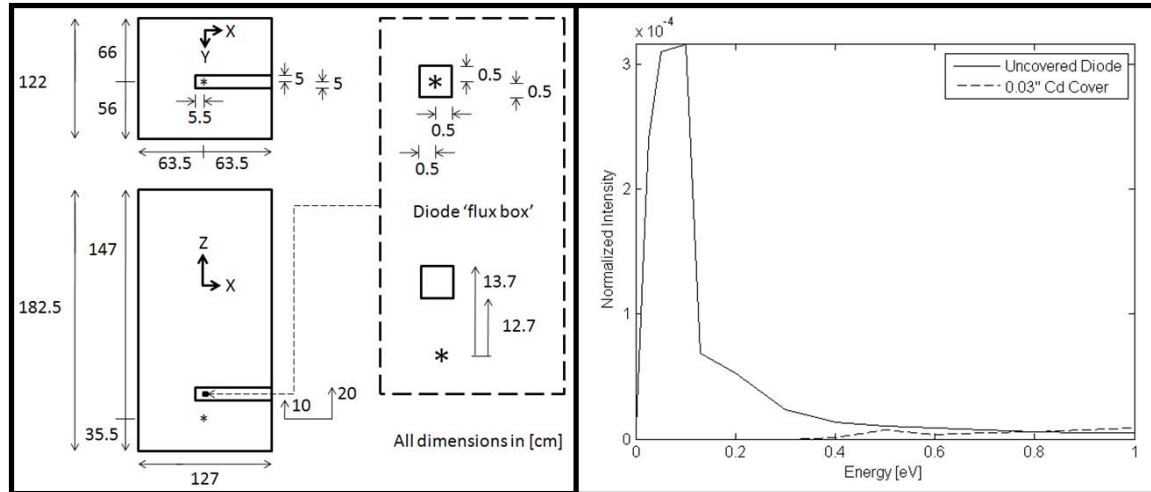 X
Y
66
122
56
5
5
5.5
63.5
63.5
*
0.5
0.5
0.5
0.5
*
Diode ‘flux box’
147
Z
X
182.5
13.7
12.7
*
20
10
*
35.5
127
All dimensions in [cm]
x 10⁻⁴
3
2
1
0
Normalized Intensity
Uncovered Diode
0.03" Cd Cover
0 0.2 0.4 0.6 0.8 1
Energy [eV]